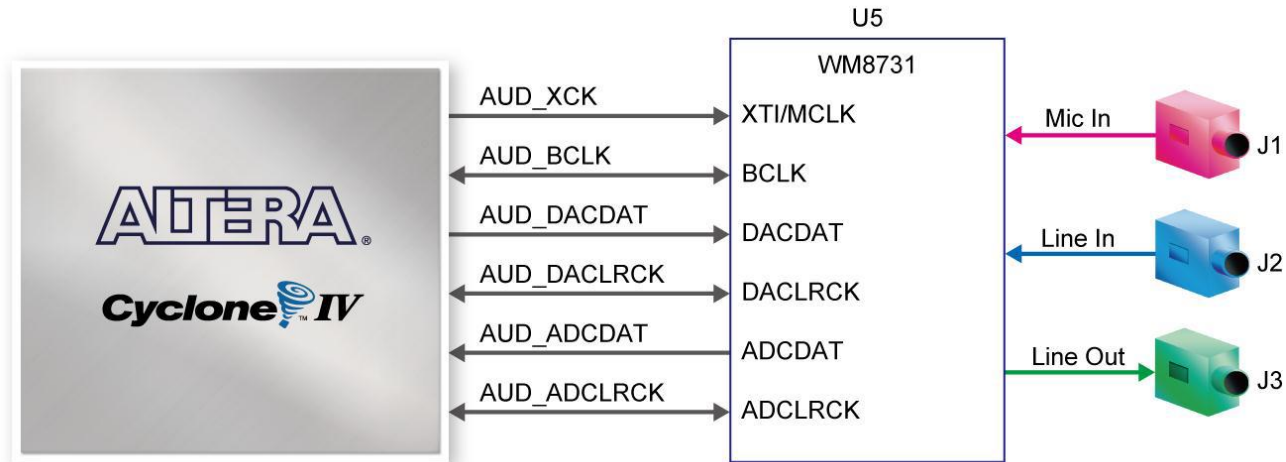 U5
WM8731
AUD_XCK
XTI/MCLK
Mic In
J1
AUD_BCLK
BCLK
AUD_DACDAT
DACDAT
Line In
J2
ALTERA®
Cyclone™ IV
AUD_DACLRCK
DACLRCK
AUD_ADCDAT
ADCDAT
Line Out
J3
AUD_ADCLRCK
ADCLRCK